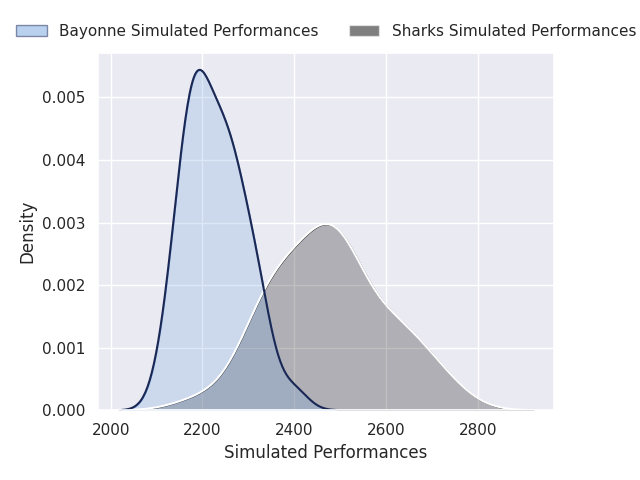 Bayonne Simulated Performances
Sharks Simulated Performances
0.005
0.004
0.003
0.002
0.001
0.000
Density
2000
2200
2400
2600
2800
Simulated Performances